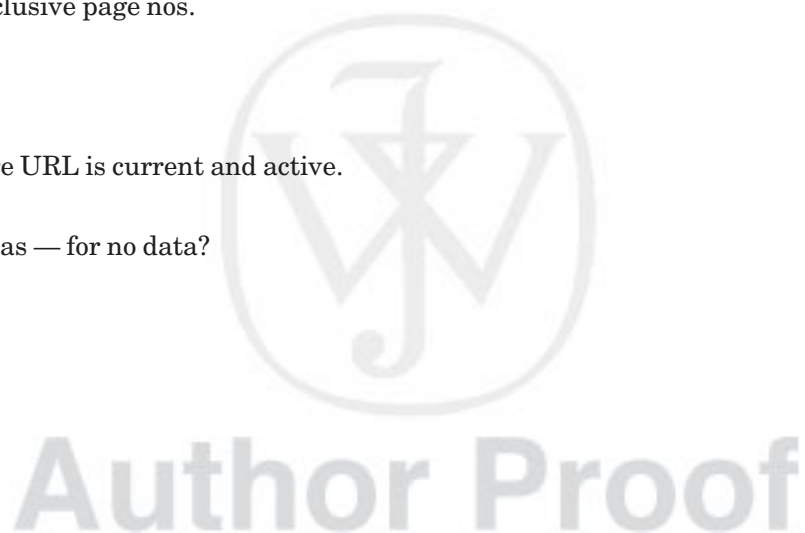 clusive page nos.
e URL is current and active.
as — for no data?
Author Proof